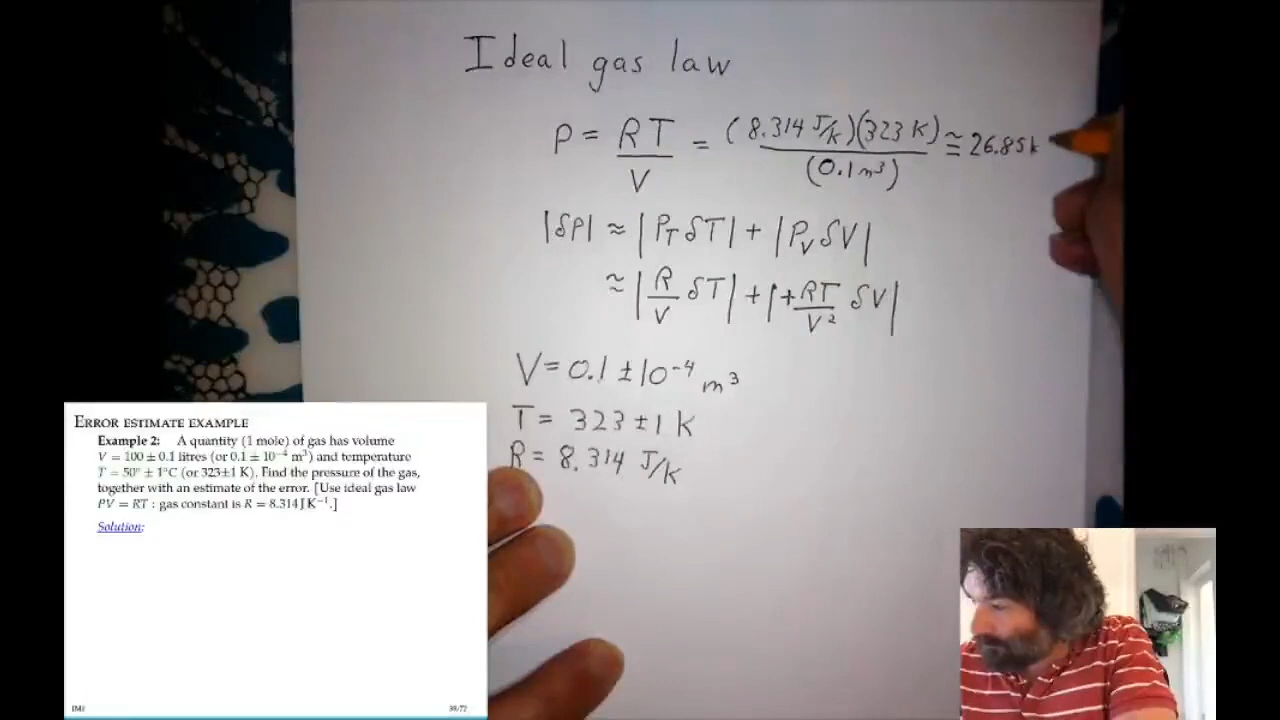 Ideal gas law
P = RT/V = (8.314 J/K)(323 K)/(0.1 m³) ≅ 26.85 k
|δP| ≈ |P_T δT| + |P_V δV|
≈ |R/V δT| + |+RT/V² δV|
V = 0.1 ± 10⁻⁴ m³
T = 323 ± 1 K
R = 8.314 J/K
ERROR ESTIMATE EXAMPLE
Example 2: A quantity (1 mole) of gas has volume
V = 100 ± 0.1 litres (or 0.1 ± 10⁻⁴ m³) and temperature
T = 50° ± 1°C (or 323±1 K). Find the pressure of the gas,
together with an estimate of the error. [Use ideal gas law
PV = RT : gas constant is R = 8.314 J K⁻¹.]
Solution:
IMI 38/72